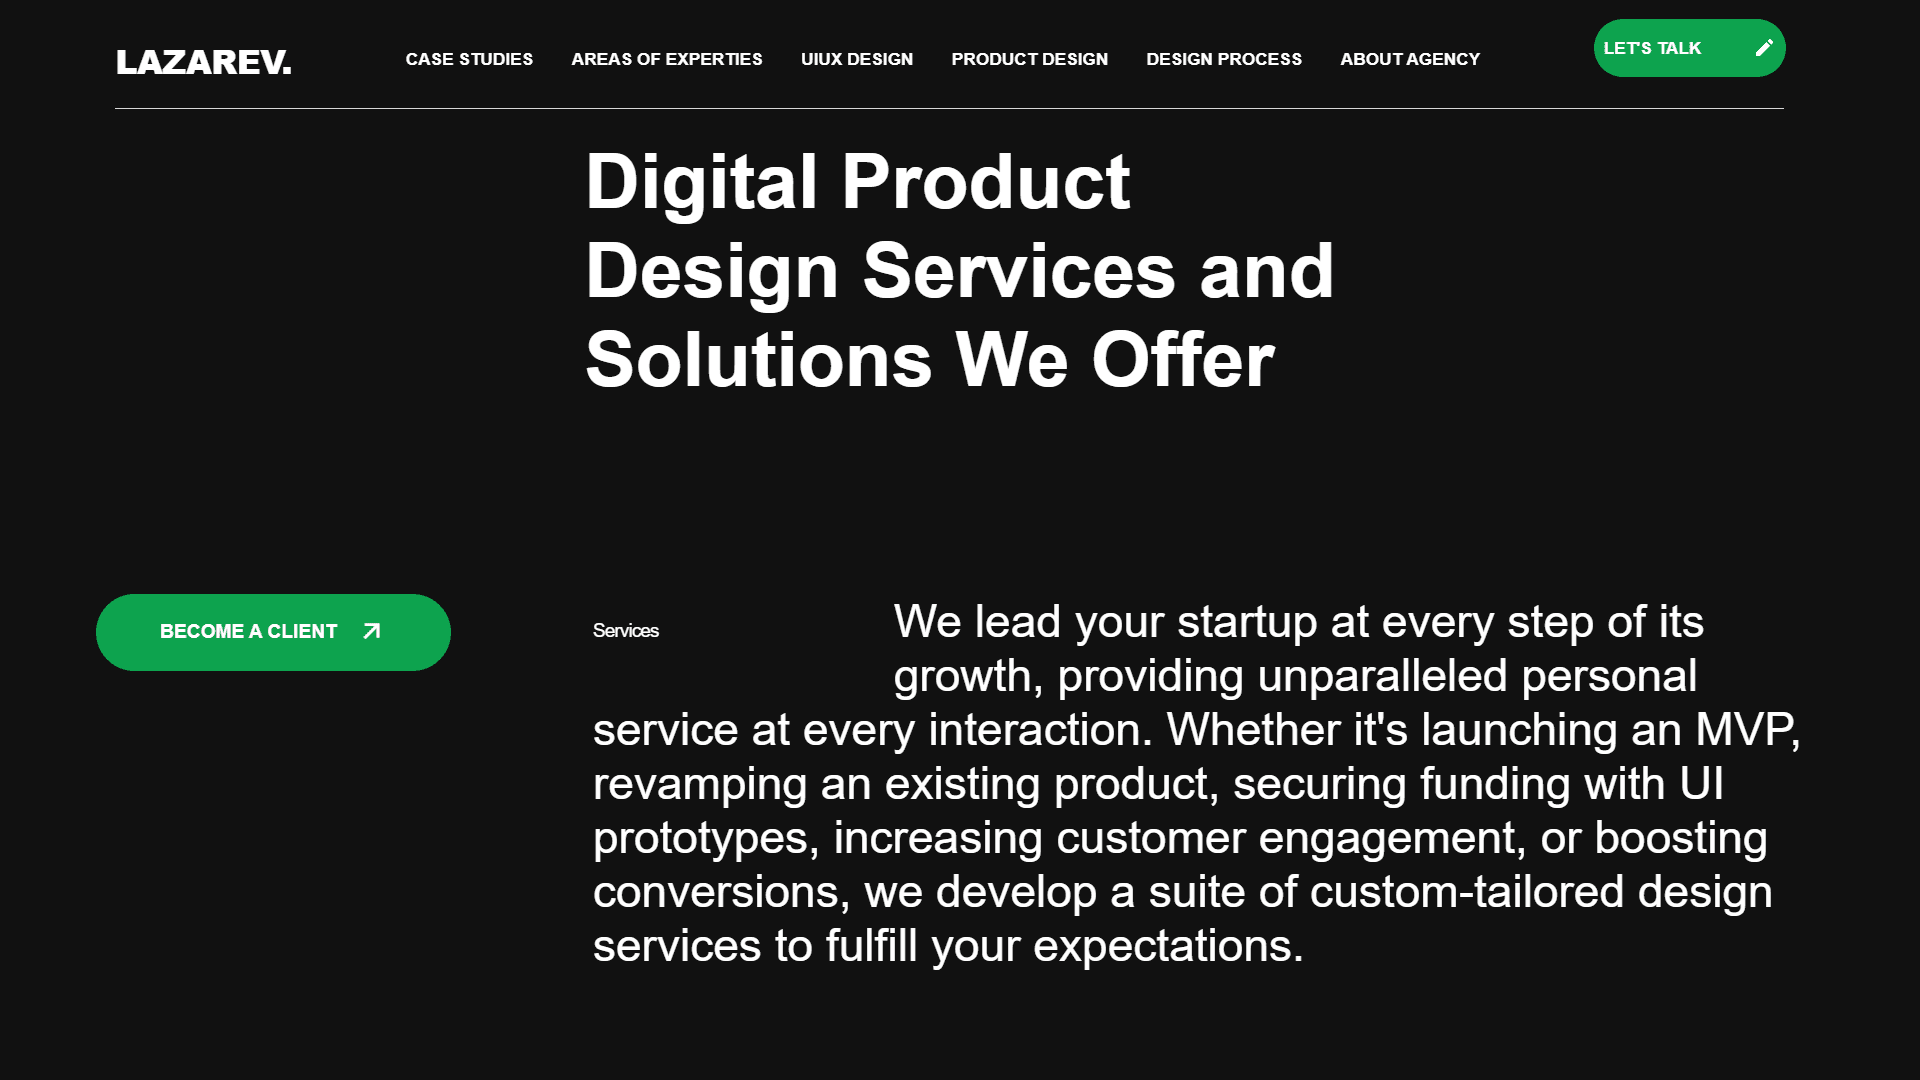 LAZAREV.
CASE STUDIES
AREAS OF EXPERTIES
UIUX DESIGN
PRODUCT DESIGN
DESIGN PROCESS
ABOUT AGENCY
LET'S TALK
Digital Product
Design Services and
Solutions We Offer
BECOME A CLIENT
Services
We lead your startup at every step of its
growth, providing unparalleled personal
service at every interaction. Whether it's launching an MVP,
revamping an existing product, securing funding with UI
prototypes, increasing customer engagement, or boosting
conversions, we develop a suite of custom-tailored design
services to fulfill your expectations.